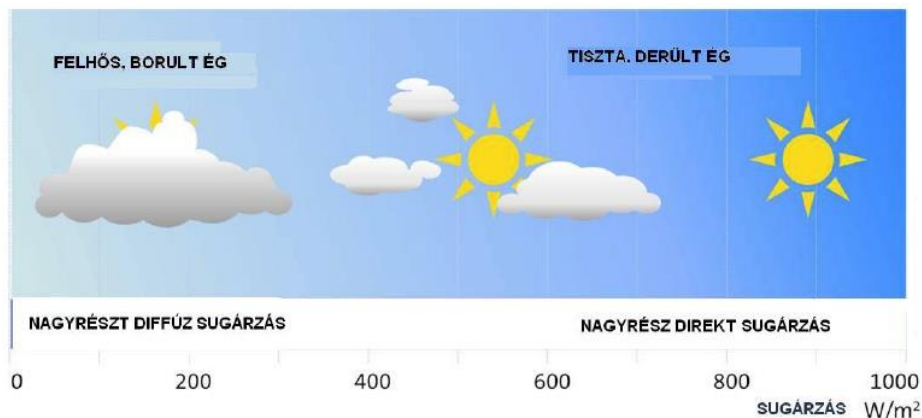 FELHŐS, BORULT ÉG
TISZTA, DERÜLT ÉG
NAGYRÉSZT DIFFÚZ SUGÁRZÁS
NAGYRÉSZ DIREKT SUGÁRZÁS
0 200 400 600 800 1000
SUGÁRZÁS W/m²